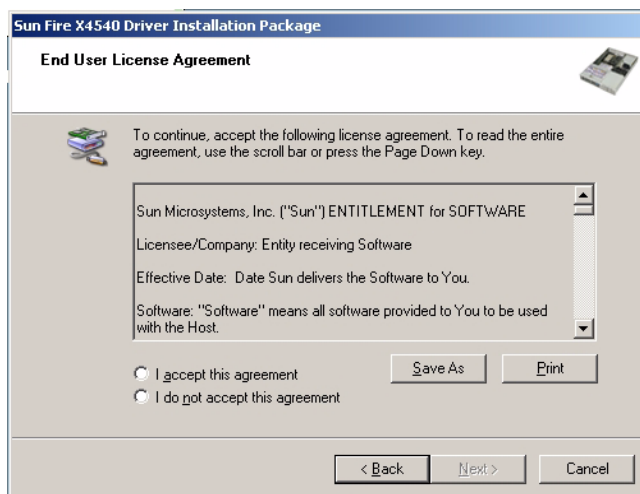 Sun Fire X4540 Driver Installation Package
End User License Agreement
To continue, accept the following license agreement. To read the entire
agreement, use the scroll bar or press the Page Down key.
Sun Microsystems, Inc. ("Sun") ENTITLEMENT for SOFTWARE
Licensee/Company: Entity receiving Software
Effective Date:  Date Sun delivers the Software to You.
Software: "Software" means all software provided to You to be used
with the Host.
I accept this agreement
I do not accept this agreement
Save As
Print
< Back
Next >
Cancel